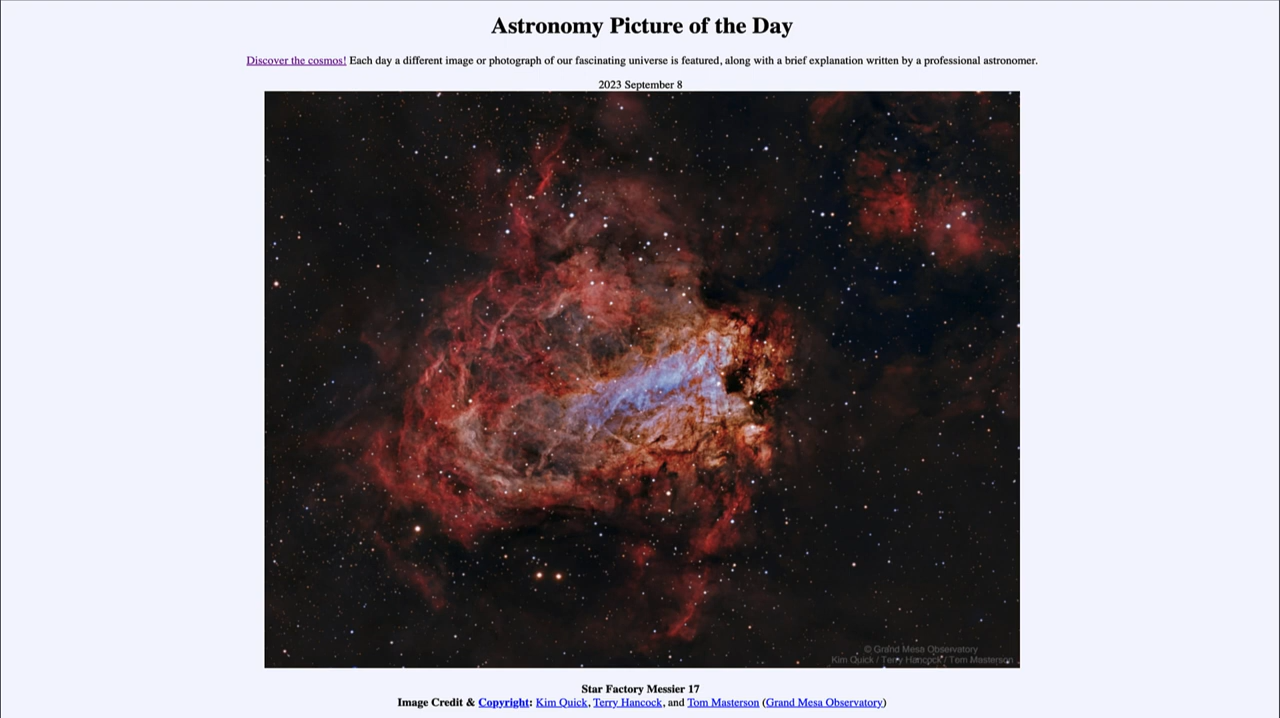 Astronomy Picture of the Day
Discover the cosmos! Each day a different image or photograph of our fascinating universe is featured, along with a brief explanation written by a professional astronomer.
2023 September 8
© Grand Mesa Observatory
Kim Quick / Terry Hancock / Tom Masterson
Star Factory Messier 17
Image Credit & Copyright: Kim Quick, Terry Hancock, and Tom Masterson (Grand Mesa Observatory)